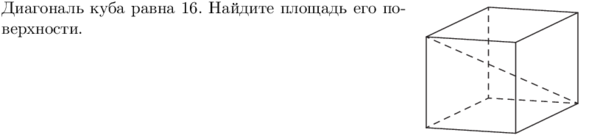 Диагональ куба равна 16. Найдите площадь его по-
верхности.